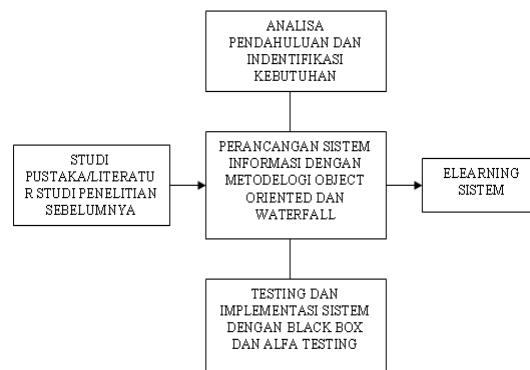 ANALISA
PENDAHULUAN DAN
INDENTIFIKASI
KEBUTUHAN
STUDI
PUSTAKA/LITERATU
R STUDI PENELITIAN
SEBELUMNYA
PERANCANGAN SISTEM
INFORMASI DENGAN
METODELOGI OBJECT
ORIENTED DAN
WATERFALL
ELEARNING
SISTEM
TESTING DAN
IMPLEMENTASI SISTEM
DENGAN BLACK BOX
DAN ALFA TESTING